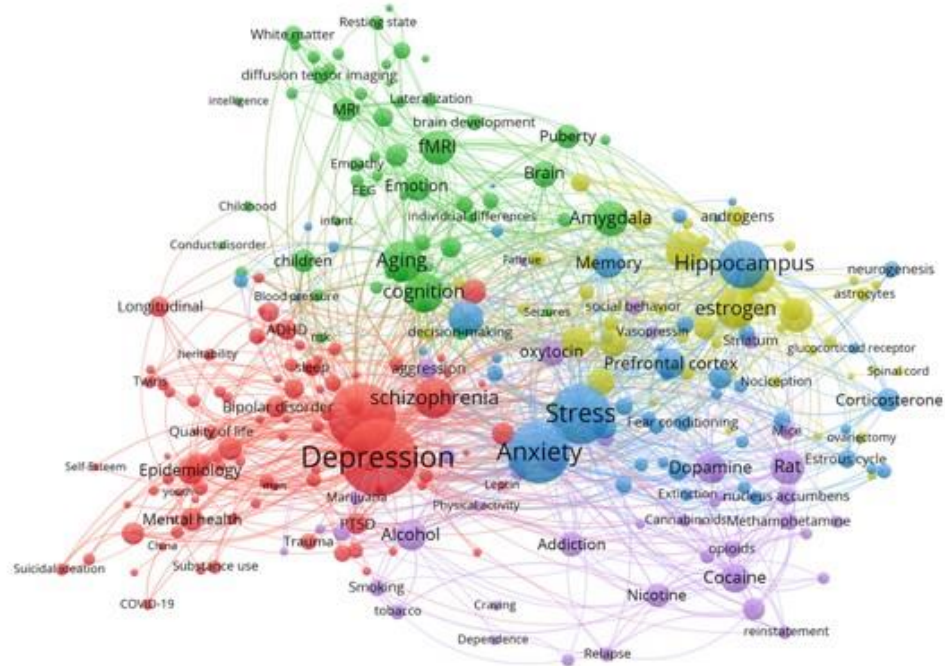 Resting state
White matter
diffusion tensor imaging
intelligence
Lateralization
MRI
brain development
Puberty
fMRI
Empathy
Brain
EEG
Emotion
Childhood
infant
individual differences
Amygdala
androgens
Conduct disorder
children
Aging
Fatigue
Memory
Hippocampus
neurogenesis
cognition
Blood pressure
astrocytes
Longitudinal
Seizures
social behavior
estrogen
ADHD
risk
decision-making
Vasopressin
Striatum
glucocorticoid receptor
heritability
sleep
aggression
oxytocin
Prefrontal cortex
Spinal cord
Twins
Nociception
schizophrenia
Corticosterone
Bipolar disorder
Stress
Fear conditioning
Mice
Quality of life
ovariectomy
Depression
Anxiety
Estrous cycle
Self-Esteem
Epidemiology
Dopamine
Rat
youth
men
Leptin
Extinction
nucleus accumbens
Marijuana
Physical activity
Mental health
PTSD
Alcohol
Cannabinoids
Methamphetamine
China
Trauma
Addiction
opioids
Suicidal ideation
Substance use
Smoking
Cocaine
COVID-19
tobacco
Craving
Nicotine
Dependence
reinstatement
Relapse